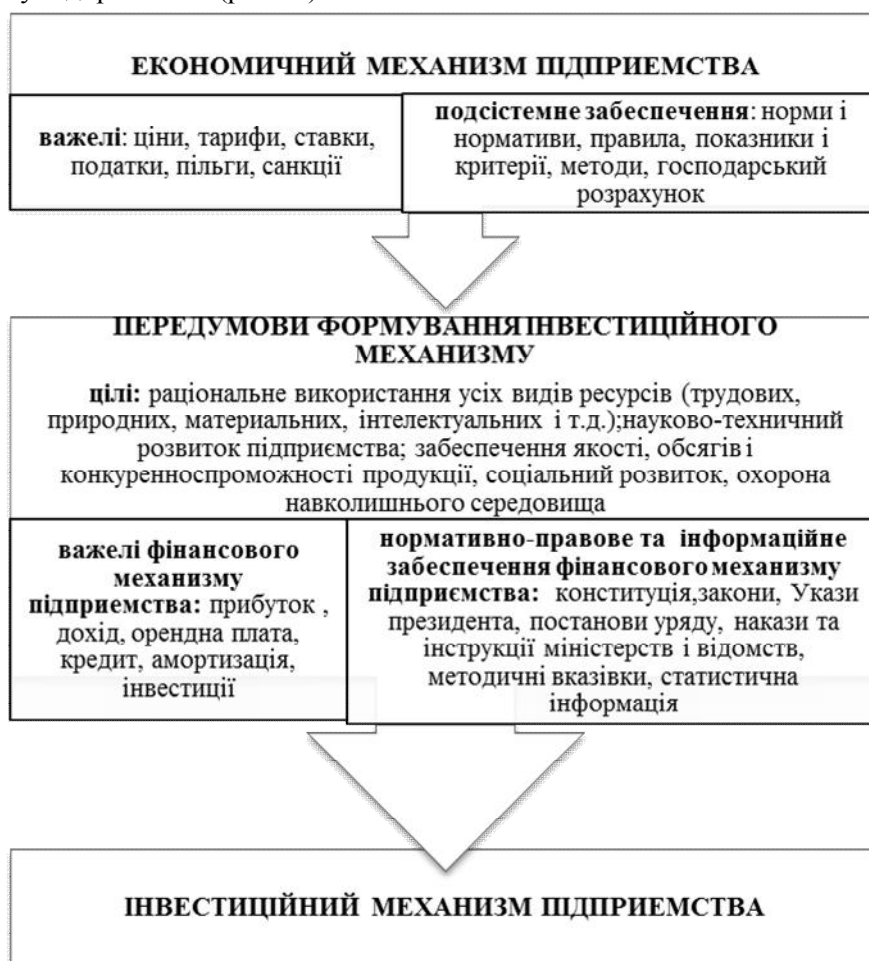 ЕКОНОМИЧНИЙ МЕХАНИЗМ ПІДПРИЕМСТВА
важелі: ціни, тарифи, ставки,
податки, пільги, санкції
подсістемне забеспечення: норми і
нормативи, правила, показники і
критерії, методи, господарський
розрахунок
ПЕРЕДУМОВИ ФОРМУВАННЯ ІНВЕСТИЦІЙНОГО
МЕХАНИЗМУ
цілі: раціональне використання усіх видів ресурсів (трудових,
природних, материальних, інтелектуальних і т.д.);науково-техничний
розвиток підприємства; забеспечення якості, обсягів і
конкуренноспроможності продукції, соціальний розвиток, охорона
навколишнього середовища
важелі фінансового
механизму
підприемства: прибуток ,
дохід, орендна плата,
кредит, амортизація,
інвестиції
нормативно-правове та інформаційне
забеспечення фінансового механизму
підприємства: конституція,закони, Укази
президента, постанови уряду, накази та
інструкції міністерств і відомств,
методичні вказівки, статистична
інформація
ІНВЕСТИЦІЙНИЙ МЕХАНИЗМ ПІДПРИЕМСТВА